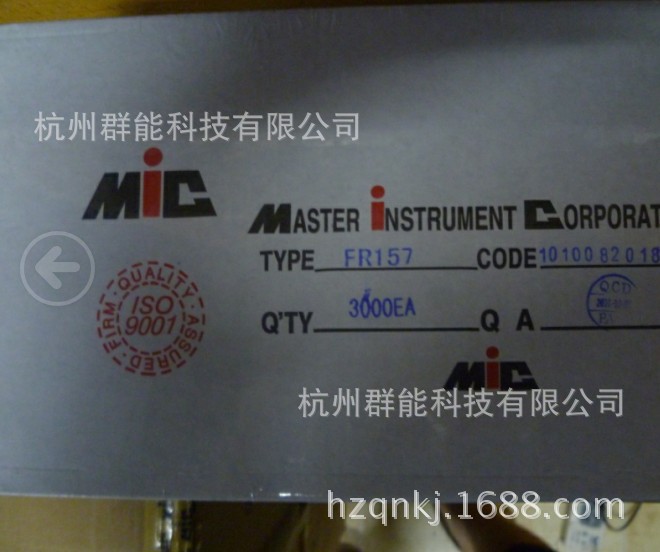 杭州群能科技有限公司
MiC
MASTER INSTRUMENT CORPORAT
TYPE FR157 CODE 1010082018
FIRM·QUALITY·ASSURED
ISO
9001
Q'TY 3000EA Q A QCD
MiC
杭州群能科技有限公司
hzqnkj.1688.com